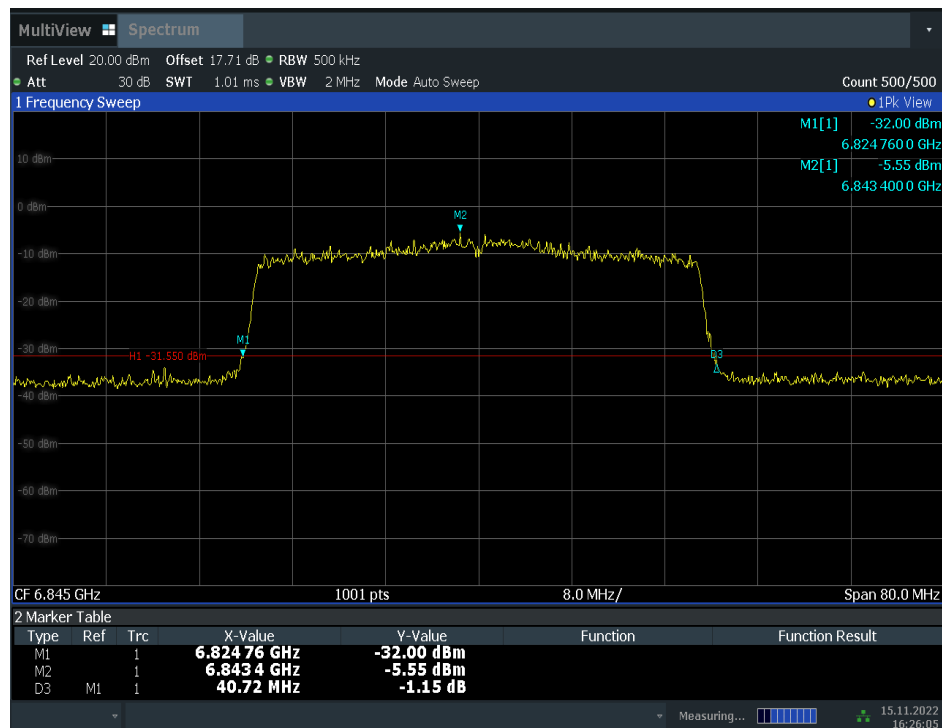 MultiView Spectrum
Ref Level 20.00 dBm Offset 17.71 dB RBW 500 kHz
Att 30 dB SWT 1.01 ms VBW 2 MHz Mode Auto Sweep Count 500/500
1 Frequency Sweep 1Pk View
M1[1] -32.00 dBm
6.824 760 0 GHz
M2[1] -5.55 dBm
6.843 400 0 GHz
10 dBm
0 dBm
M2
-10 dBm
-20 dBm
M1
-30 dBm
H1 -31.550 dBm
D3
-40 dBm
-50 dBm
-60 dBm
-70 dBm
CF 6.845 GHz 1001 pts 8.0 MHz/ Span 80.0 MHz
2 Marker Table
Type Ref Trc X-Value Y-Value Function Function Result
M1 1 6.824 76 GHz -32.00 dBm
M2 1 6.843 4 GHz -5.55 dBm
D3 M1 1 40.72 MHz -1.15 dB
Measuring... 15.11.2022
16:26:05